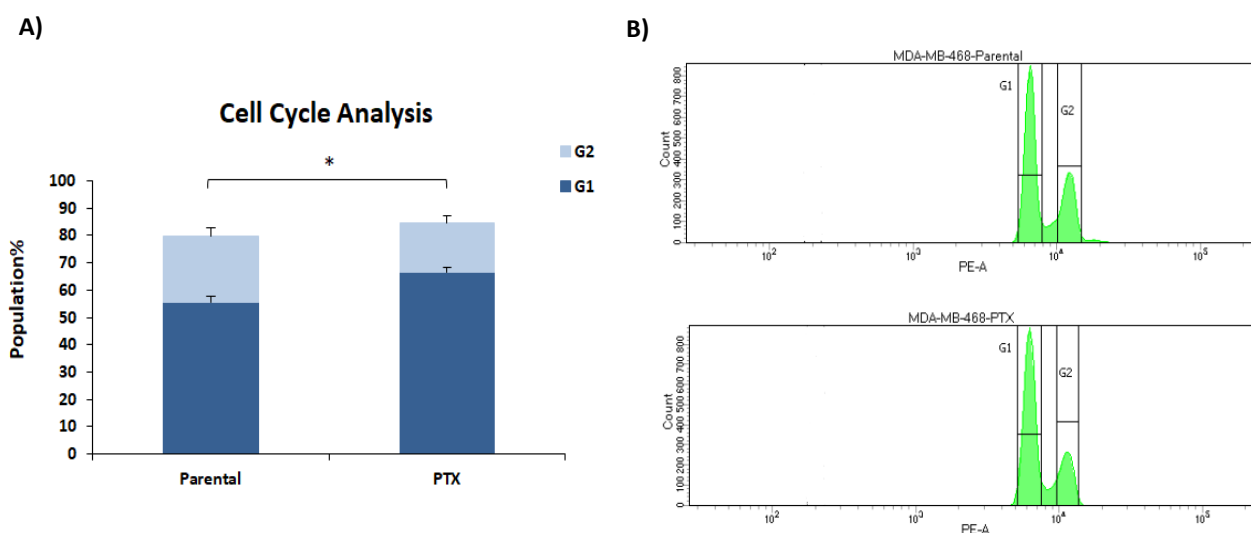 A)
Cell Cycle Analysis
G2
G1
*
Population%
100
90
80
70
60
50
40
30
20
10
0
Parental
PTX
B)
MDA-MB-468-Parental
G1
G2
Count
0 100 200 300 400 500 600 700 800
10² 10³ 10⁴ 10⁵
PE-A
MDA-MB-468-PTX
G1
G2
Count
0 100 200 300 400 500 600 700 800
10² 10³ 10⁴ 10⁵
PE-A